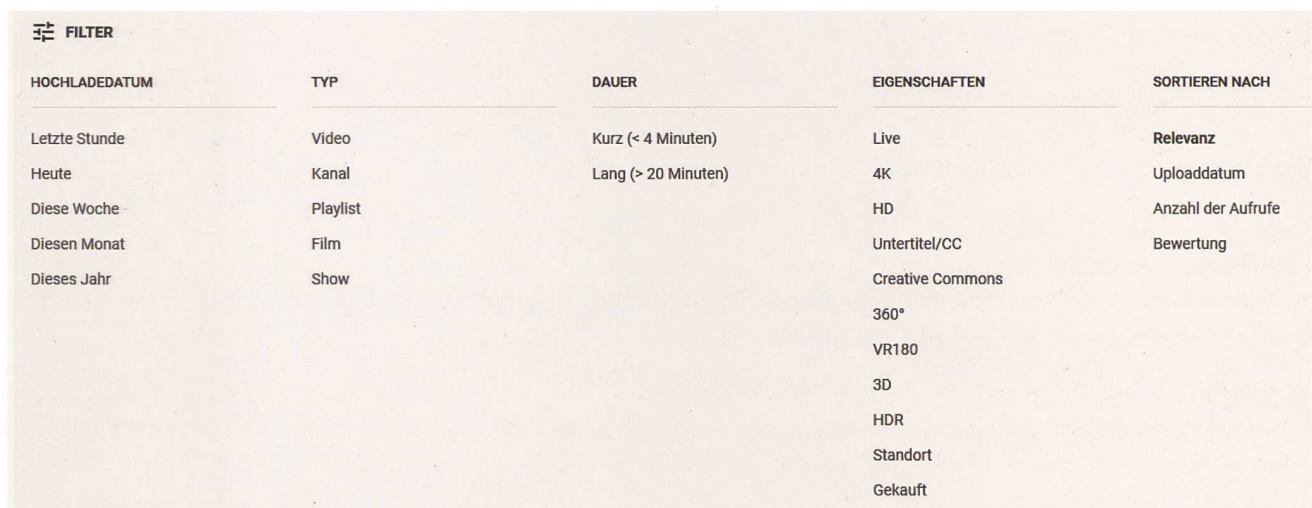 FILTER
HOCHLADEDATUM
Letzte Stunde
Heute
Diese Woche
Diesen Monat
Dieses Jahr
TYP
Video
Kanal
Playlist
Film
Show
DAUER
Kurz (< 4 Minuten)
Lang (> 20 Minuten)
EIGENSCHAFTEN
Live
4K
HD
Untertitel/CC
Creative Commons
360°
VR180
3D
HDR
Standort
Gekauft
SORTIEREN NACH
Relevanz
Uploaddatum
Anzahl der Aufrufe
Bewertung